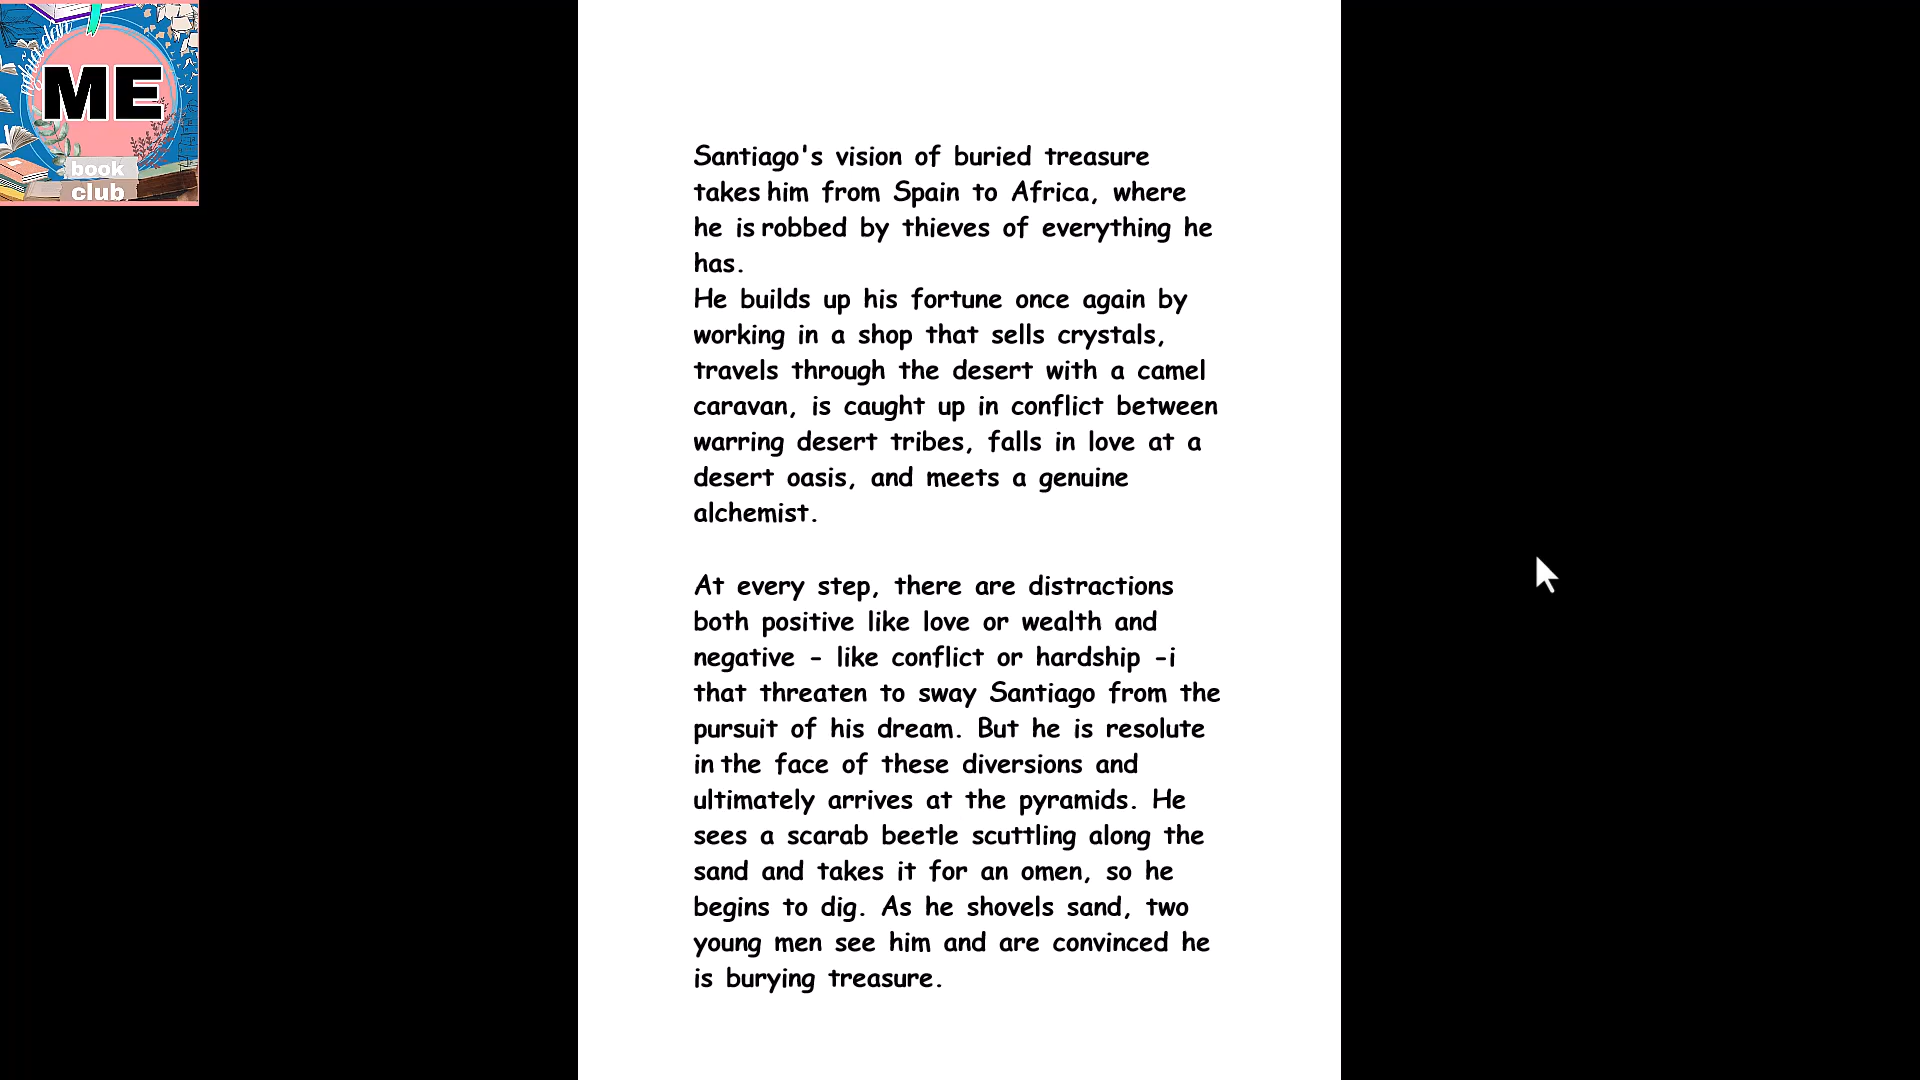 ME
book
club
Santiago's vision of buried treasure
takes him from Spain to Africa, where
he is robbed by thieves of everything he
has.
He builds up his fortune once again by
working in a shop that sells crystals,
travels through the desert with a camel
caravan, is caught up in conflict between
warring desert tribes, falls in love at a
desert oasis, and meets a genuine
alchemist.
At every step, there are distractions
both positive like love or wealth and
negative - like conflict or hardship -i
that threaten to sway Santiago from the
pursuit of his dream. But he is resolute
in the face of these diversions and
ultimately arrives at the pyramids. He
sees a scarab beetle scuttling along the
sand and takes it for an omen, so he
begins to dig. As he shovels sand, two
young men see him and are convinced he
is burying treasure.